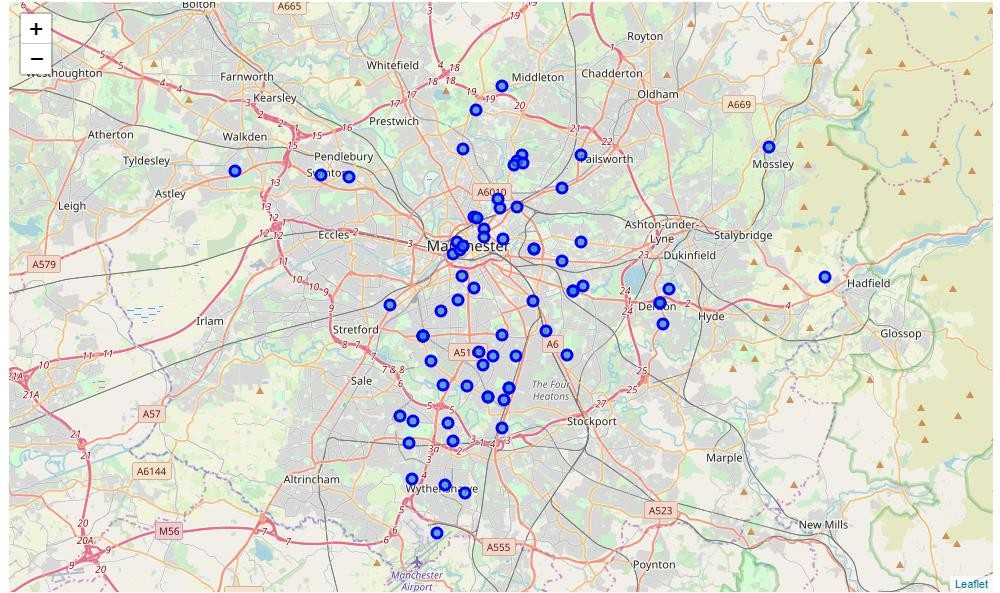 Bolton
A665
19
Royton
+
−
Westhoughton
Farnworth
Whitefield
Middleton
Chadderton
Kearsley
Oldham
A669
Prestwich
Atherton
Walkden
Tyldesley
Pendlebury
Swinton
Failsworth
Mossley
Astley
Leigh
A6010
Eccles
Manchester
Ashton-under-
Lyne
Stalybridge
Dukinfield
A579
Hadfield
Denton
Hyde
Irlam
Stretford
Glossop
A51
A6
Sale
The Four
Heatons
A57
Stockport
Marple
A6144
Altrincham
Wythenshawe
A523
M56
New Mills
A555
Poynton
Manchester
Airport
Leaflet